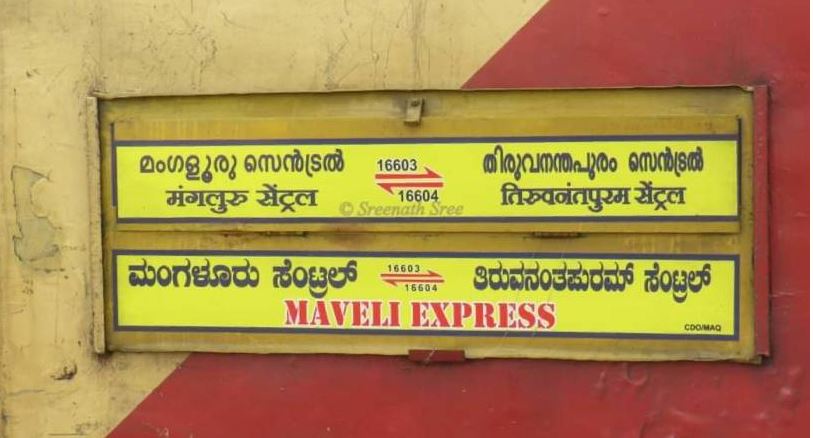 മംഗളൂരു സെൻട്രൽ 16603 തിരുവനന്തപുരം സെൻട്രൽ
मंगलुरु सेंट्रल 16604 तिरुवनंतपुरम सेंट्रल
© Sreenath Sree
ಮಂಗಳೂರು ಸೆಂಟ್ರಲ್ 16603 ತಿರುವನಂತಪುರಮ್ ಸೆಂಟ್ರಲ್
16604
MAVELI EXPRESS
CDO/MAQ